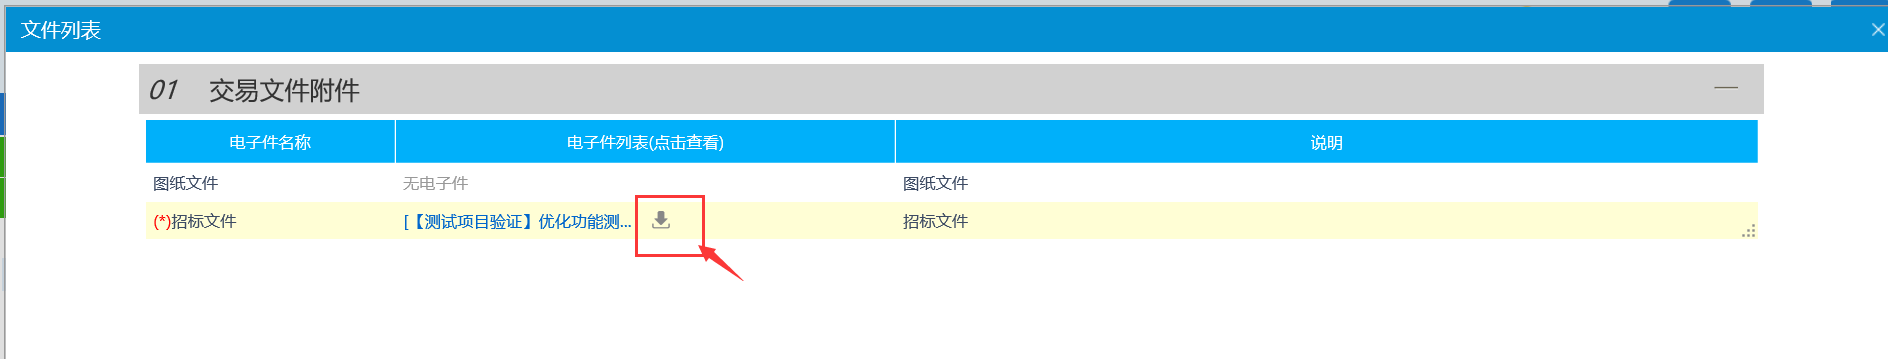 文件列表
01 交易文件附件
电子件名称 电子件列表(点击查看) 说明
图纸文件 无电子件 图纸文件
(*)招标文件 [【测试项目验证】优化功能测... 招标文件